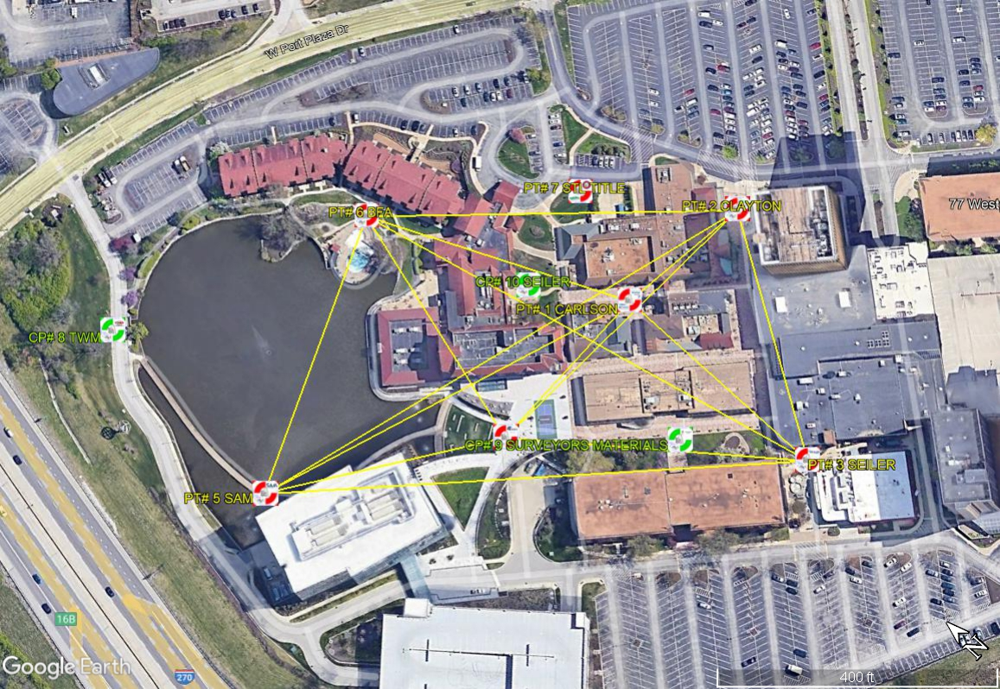 W Port Plaza Dr
PT# 7 STL TITLE
PT# 6 BFA
PT# 2 CLAYTON
77 West
CP# 10 SEILER
PT# 1 CARLSON
CP# 8 TWM
CP# 9 SURVEYORS MATERIALS
PT# 3 SEILER
PT# 5 SAM
16B
Google Earth
270
400 ft